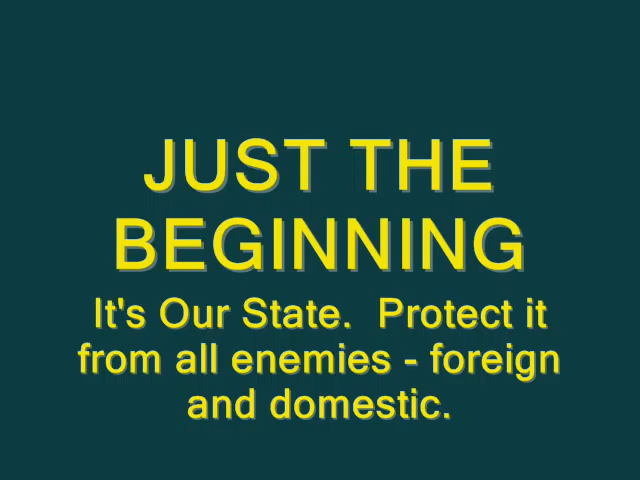 JUST THE
BEGINNING
It's Our State.  Protect it
from all enemies - foreign
and domestic.